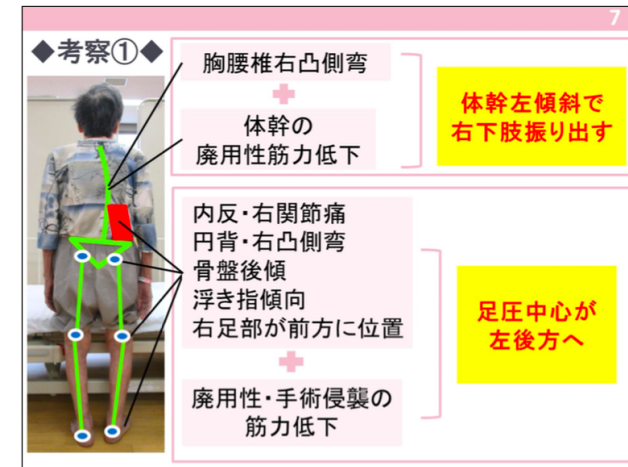 7
◆考察①◆
胸腰椎右凸側弯
体幹の
廃用性筋力低下
体幹左傾斜で
右下肢振り出す
内反・右関節痛
円背・右凸側弯
骨盤後傾
浮き指傾向
右足部が前方に位置
廃用性・手術侵襲の
筋力低下
足圧中心が
左後方へ